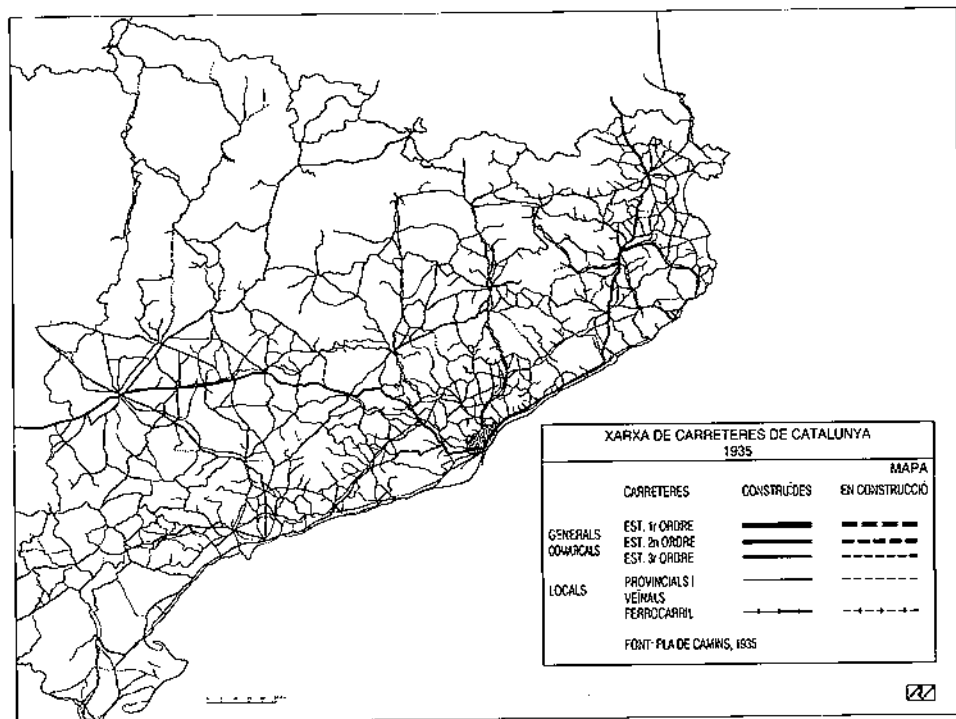 XARXA DE CARRETERES DE CATALUNYA
1935
MAPA
CARRETERES CONSTRUÏDES EN CONSTRUCCIÓ
GENERALS
COMARCALS
EST. 1r ORDRE
EST. 2n ORDRE
EST. 3r ORDRE
LOCALS
PROVINCIALS I
VEÏNALS
FERROCARRIL
FONT: PLA DE CAMINS, 1935